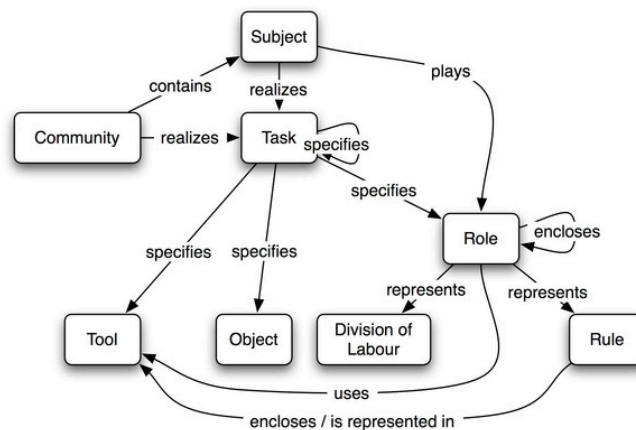 Subject
plays
contains
realizes
Community
realizes
Task
specifies
specifies
Role
encloses
specifies
specifies
represents
represents
Tool
Object
Division of
Labour
Rule
uses
encloses / is represented in